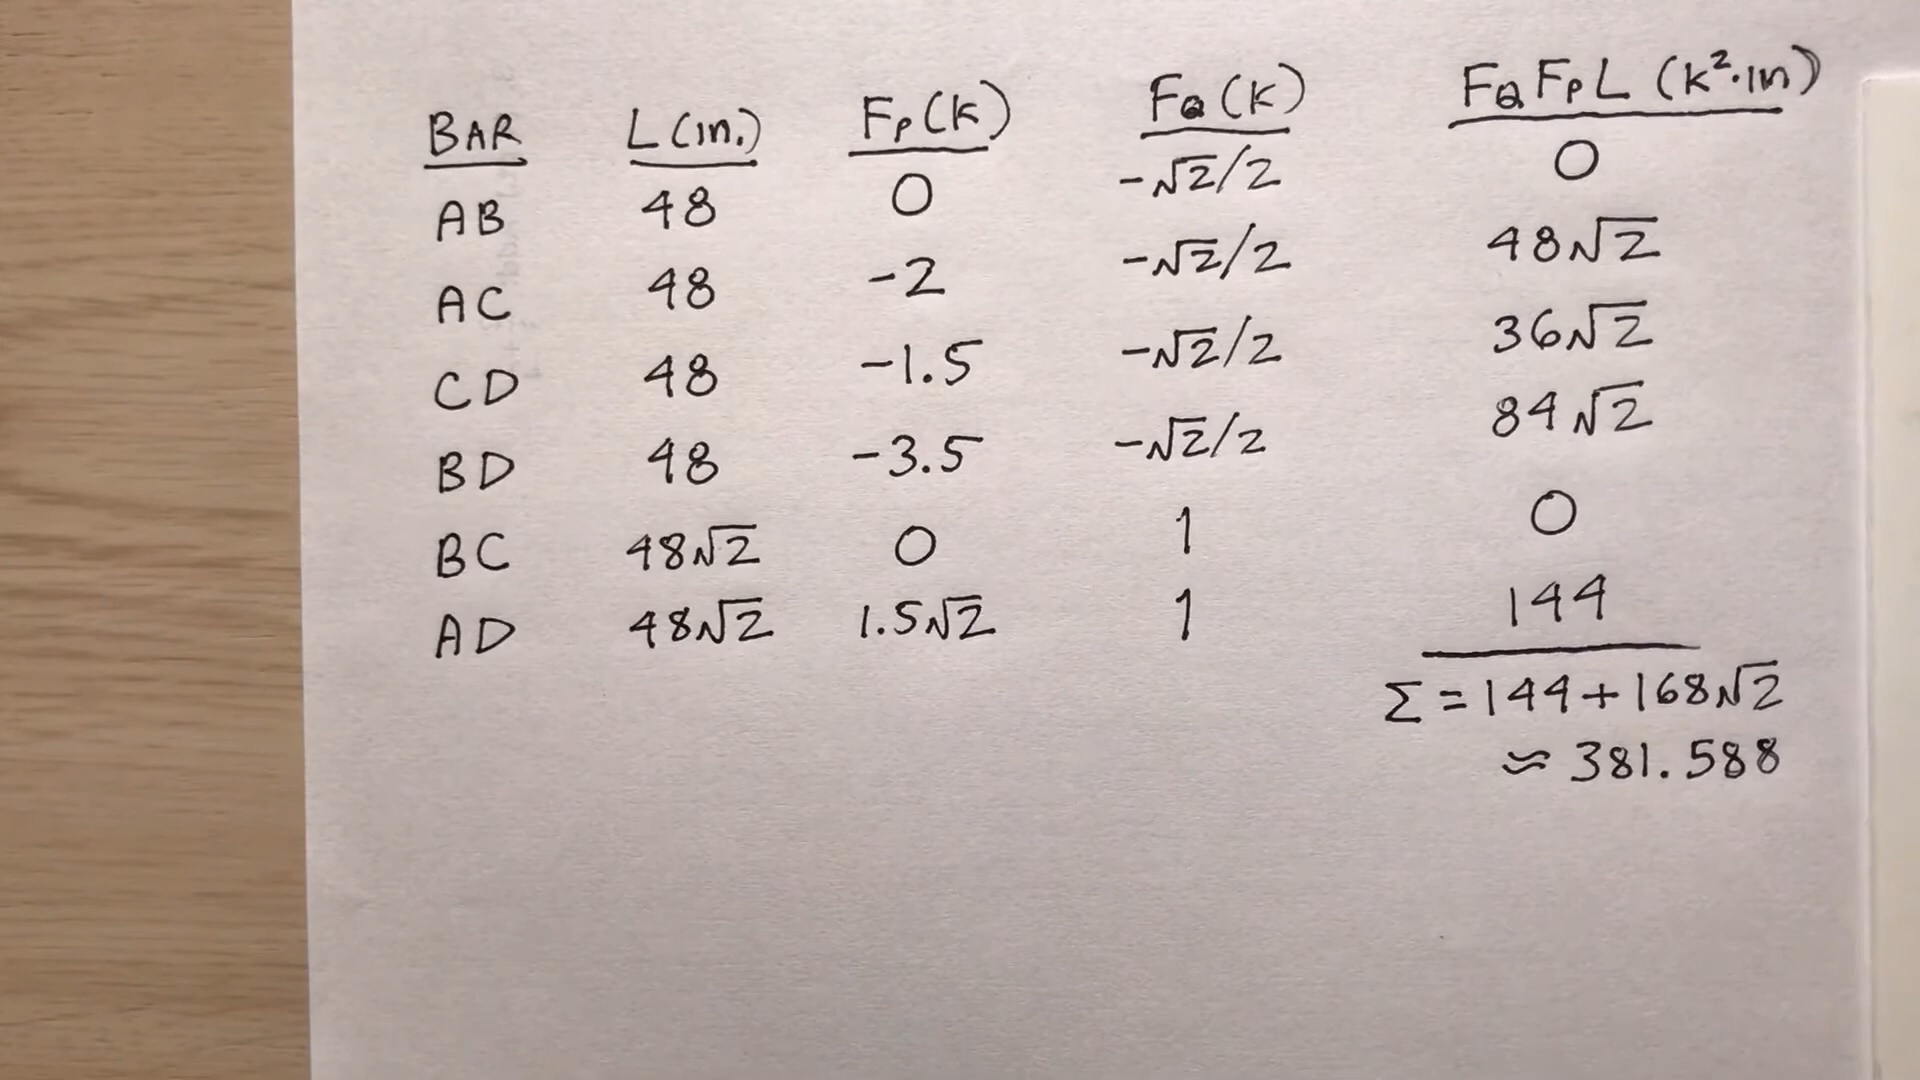 BAR L (in.) Fp (k) FQ (k) FQ Fp L (k²·in)
AB 48 0 -√2/2 0
AC 48 -2 -√2/2 48√2
CD 48 -1.5 -√2/2 36√2
BD 48 -3.5 -√2/2 84√2
BC 48√2 0 1 0
AD 48√2 1.5√2 1 144
Σ = 144 + 168√2
≈ 381.588